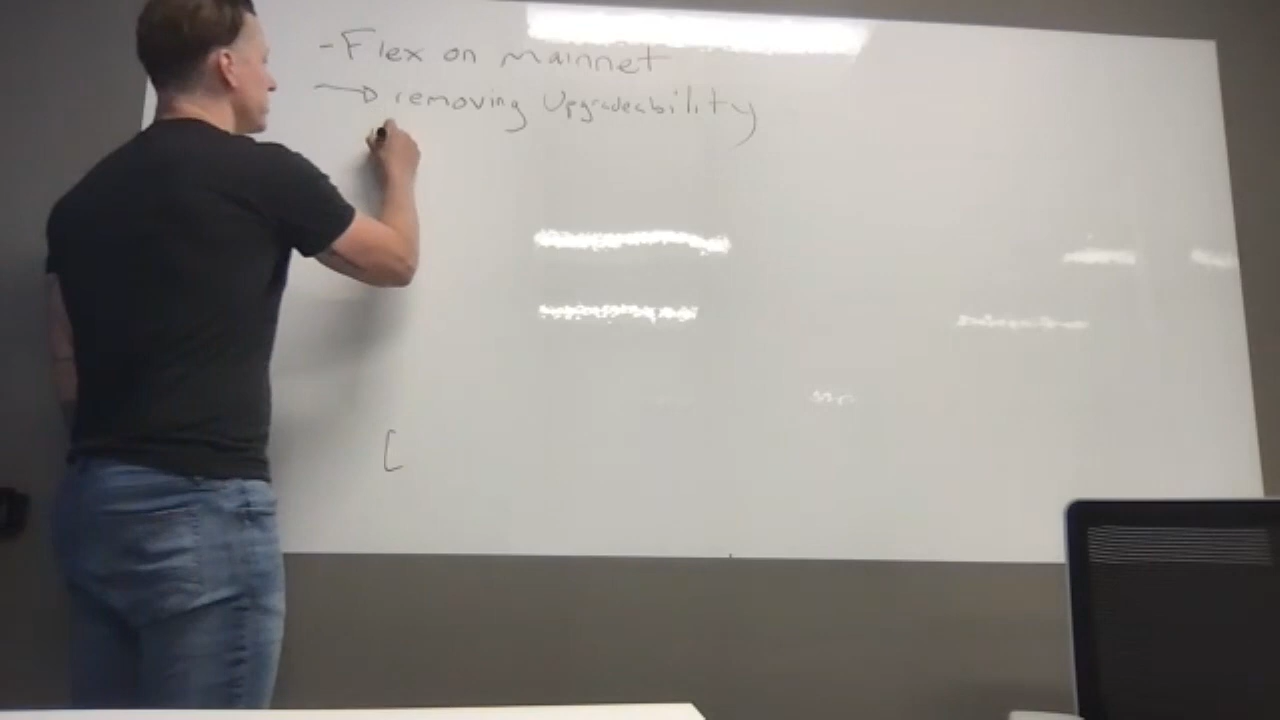 - Flex on mainnet
→ removing Upgradeability
[